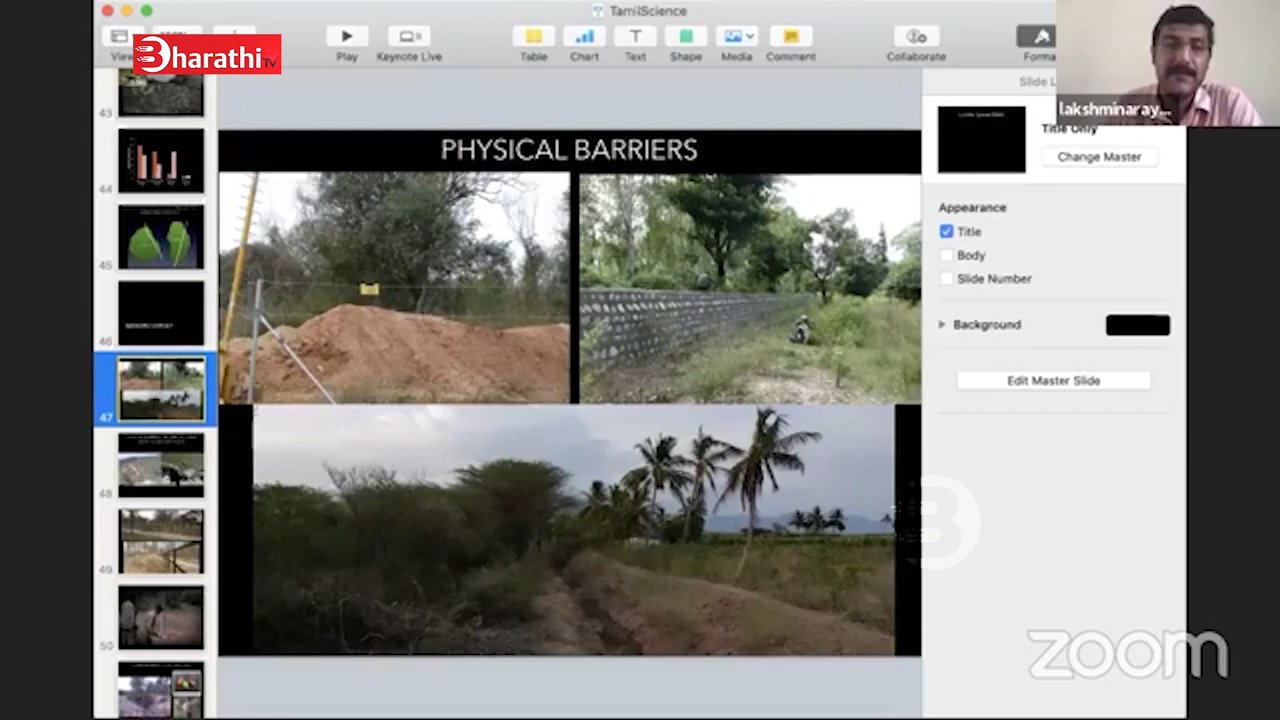 TamilScience
View
Play
Keynote Live
Table
Chart
Text
Shape
Media
Comment
Collaborate
Bharathi TV
T
lakshminaray...
Title Only
Change Master
PHYSICAL BARRIERS
Appearance
Title
Body
Slide Number
Background
Edit Master Slide
43
44
45
46
47
48
49
50
B
zoom